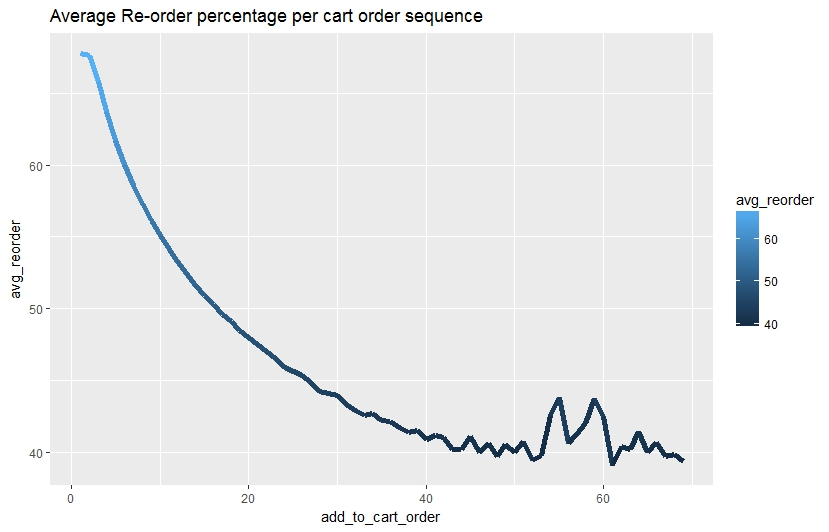 Average Re-order percentage per cart order sequence
60
50
40
avg_reorder
0 20 40 60
add_to_cart_order
avg_reorder
60
50
40